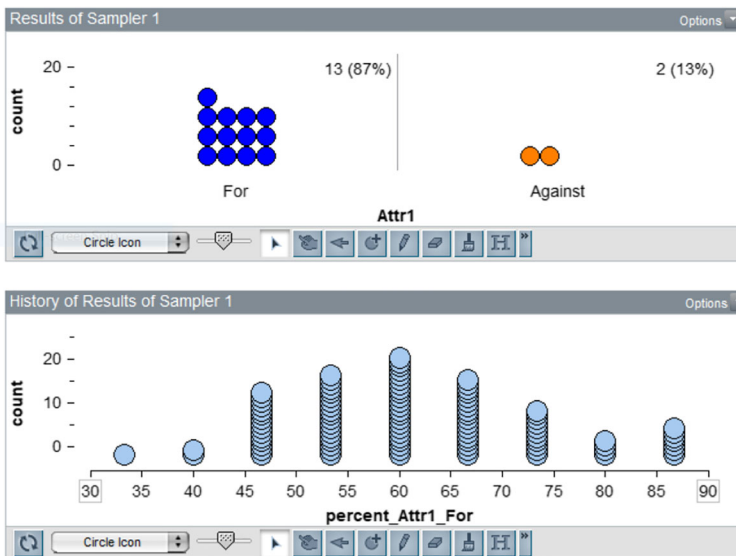 Results of Sampler 1
Options
20
13 (87%)
2 (13%)
count
0
For
Against
Attr1
Circle Icon
H
»
History of Results of Sampler 1
Options
20
count
10
0
30 35 40 45 50 55 60 65 70 75 80 85 90
percent_Attr1_For
Circle Icon
H
»